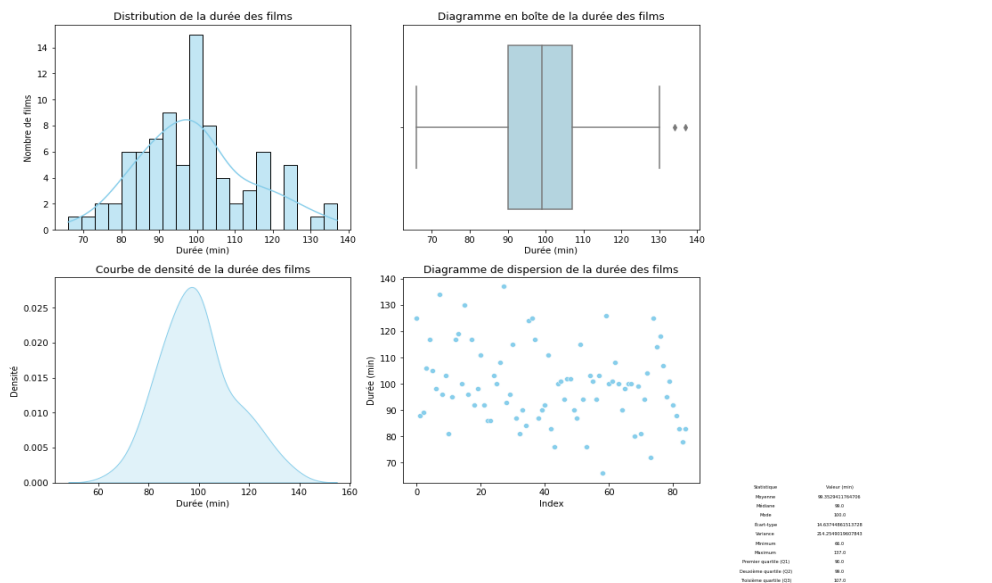 Distribution de la durée des films
Nombre de films
14
12
10
8
6
4
2
0
70 80 90 100 110 120 130 140
Durée (min)
Diagramme en boîte de la durée des films
70 80 90 100 110 120 130 140
Durée (min)
Courbe de densité de la durée des films
Densité
0.025
0.020
0.015
0.010
0.005
0.000
60 80 100 120 140 160
Durée (min)
Diagramme de dispersion de la durée des films
Durée (min)
140
130
120
110
100
90
80
70
0 20 40 60 80
Index
Statistique Valeur (min)
Moyenne
Médiane 99.0
Mode 100.0
Écart-type
Variance
Minimum 66.0
Maximum 137.0
Premier quartile (Q1) 90.0
Deuxième quartile (Q2) 99.0
Troisième quartile (Q3) 107.0